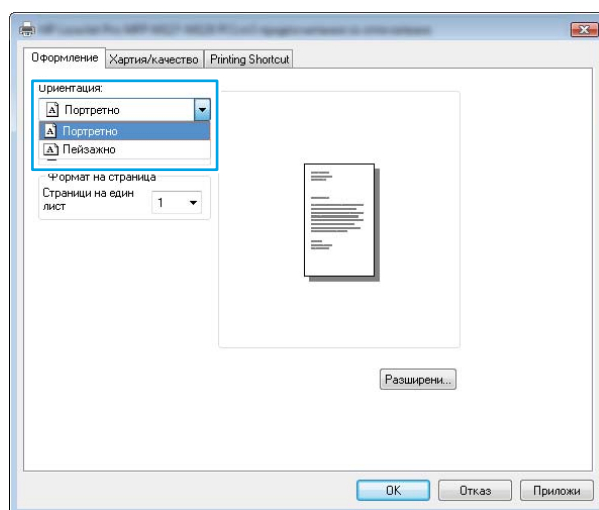 Оформление Хартия/качество Printing Shortcut
Ориентация:
Портретно
Портретно
Пейзажно
Формат на страница
Страници на един
лист
1
Разширени...
OK Отказ Приложи